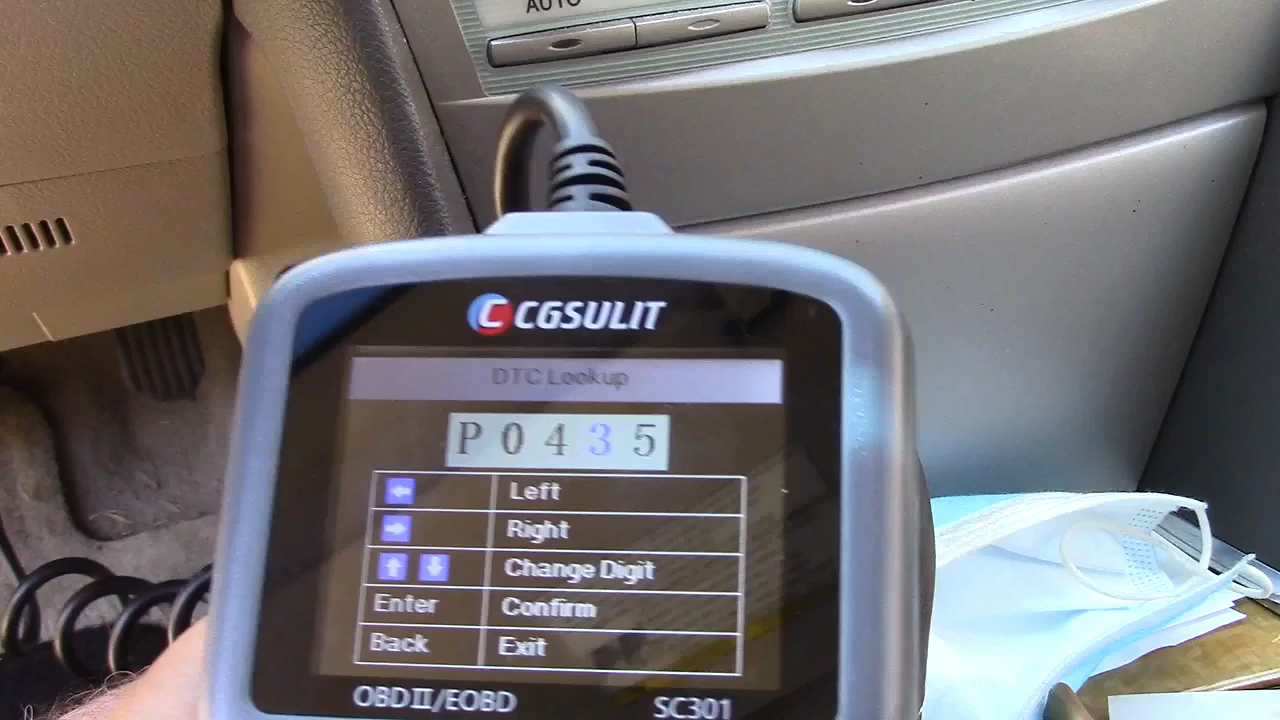 AUTO
CGSULIT
DTC Lookup
P 0 4 3 5
Left
Right
Change Digit
Enter Confirm
Back Exit
OBDII/EOBD SC301